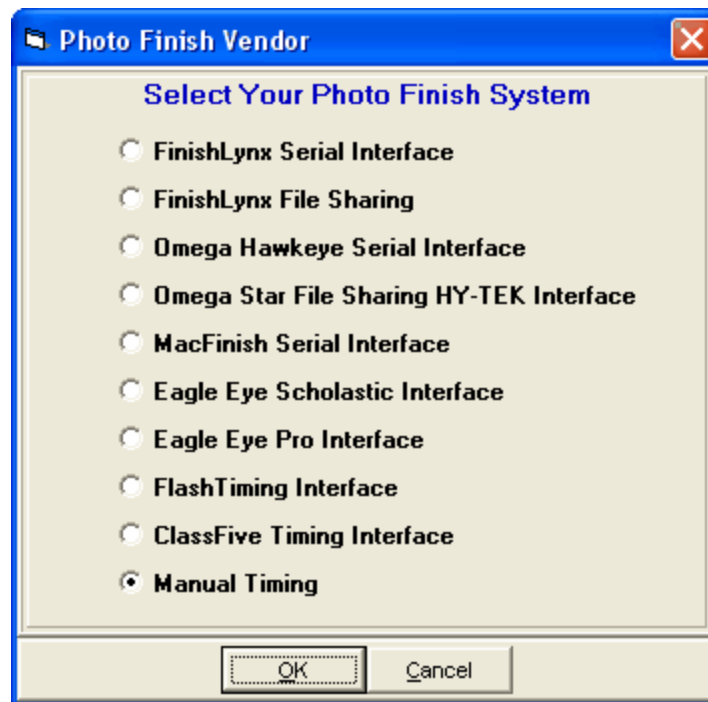 Photo Finish Vendor
Select Your Photo Finish System
FinishLynx Serial Interface
FinishLynx File Sharing
Omega Hawkeye Serial Interface
Omega Star File Sharing HY-TEK Interface
MacFinish Serial Interface
Eagle Eye Scholastic Interface
Eagle Eye Pro Interface
FlashTiming Interface
ClassFive Timing Interface
Manual Timing
OK Cancel